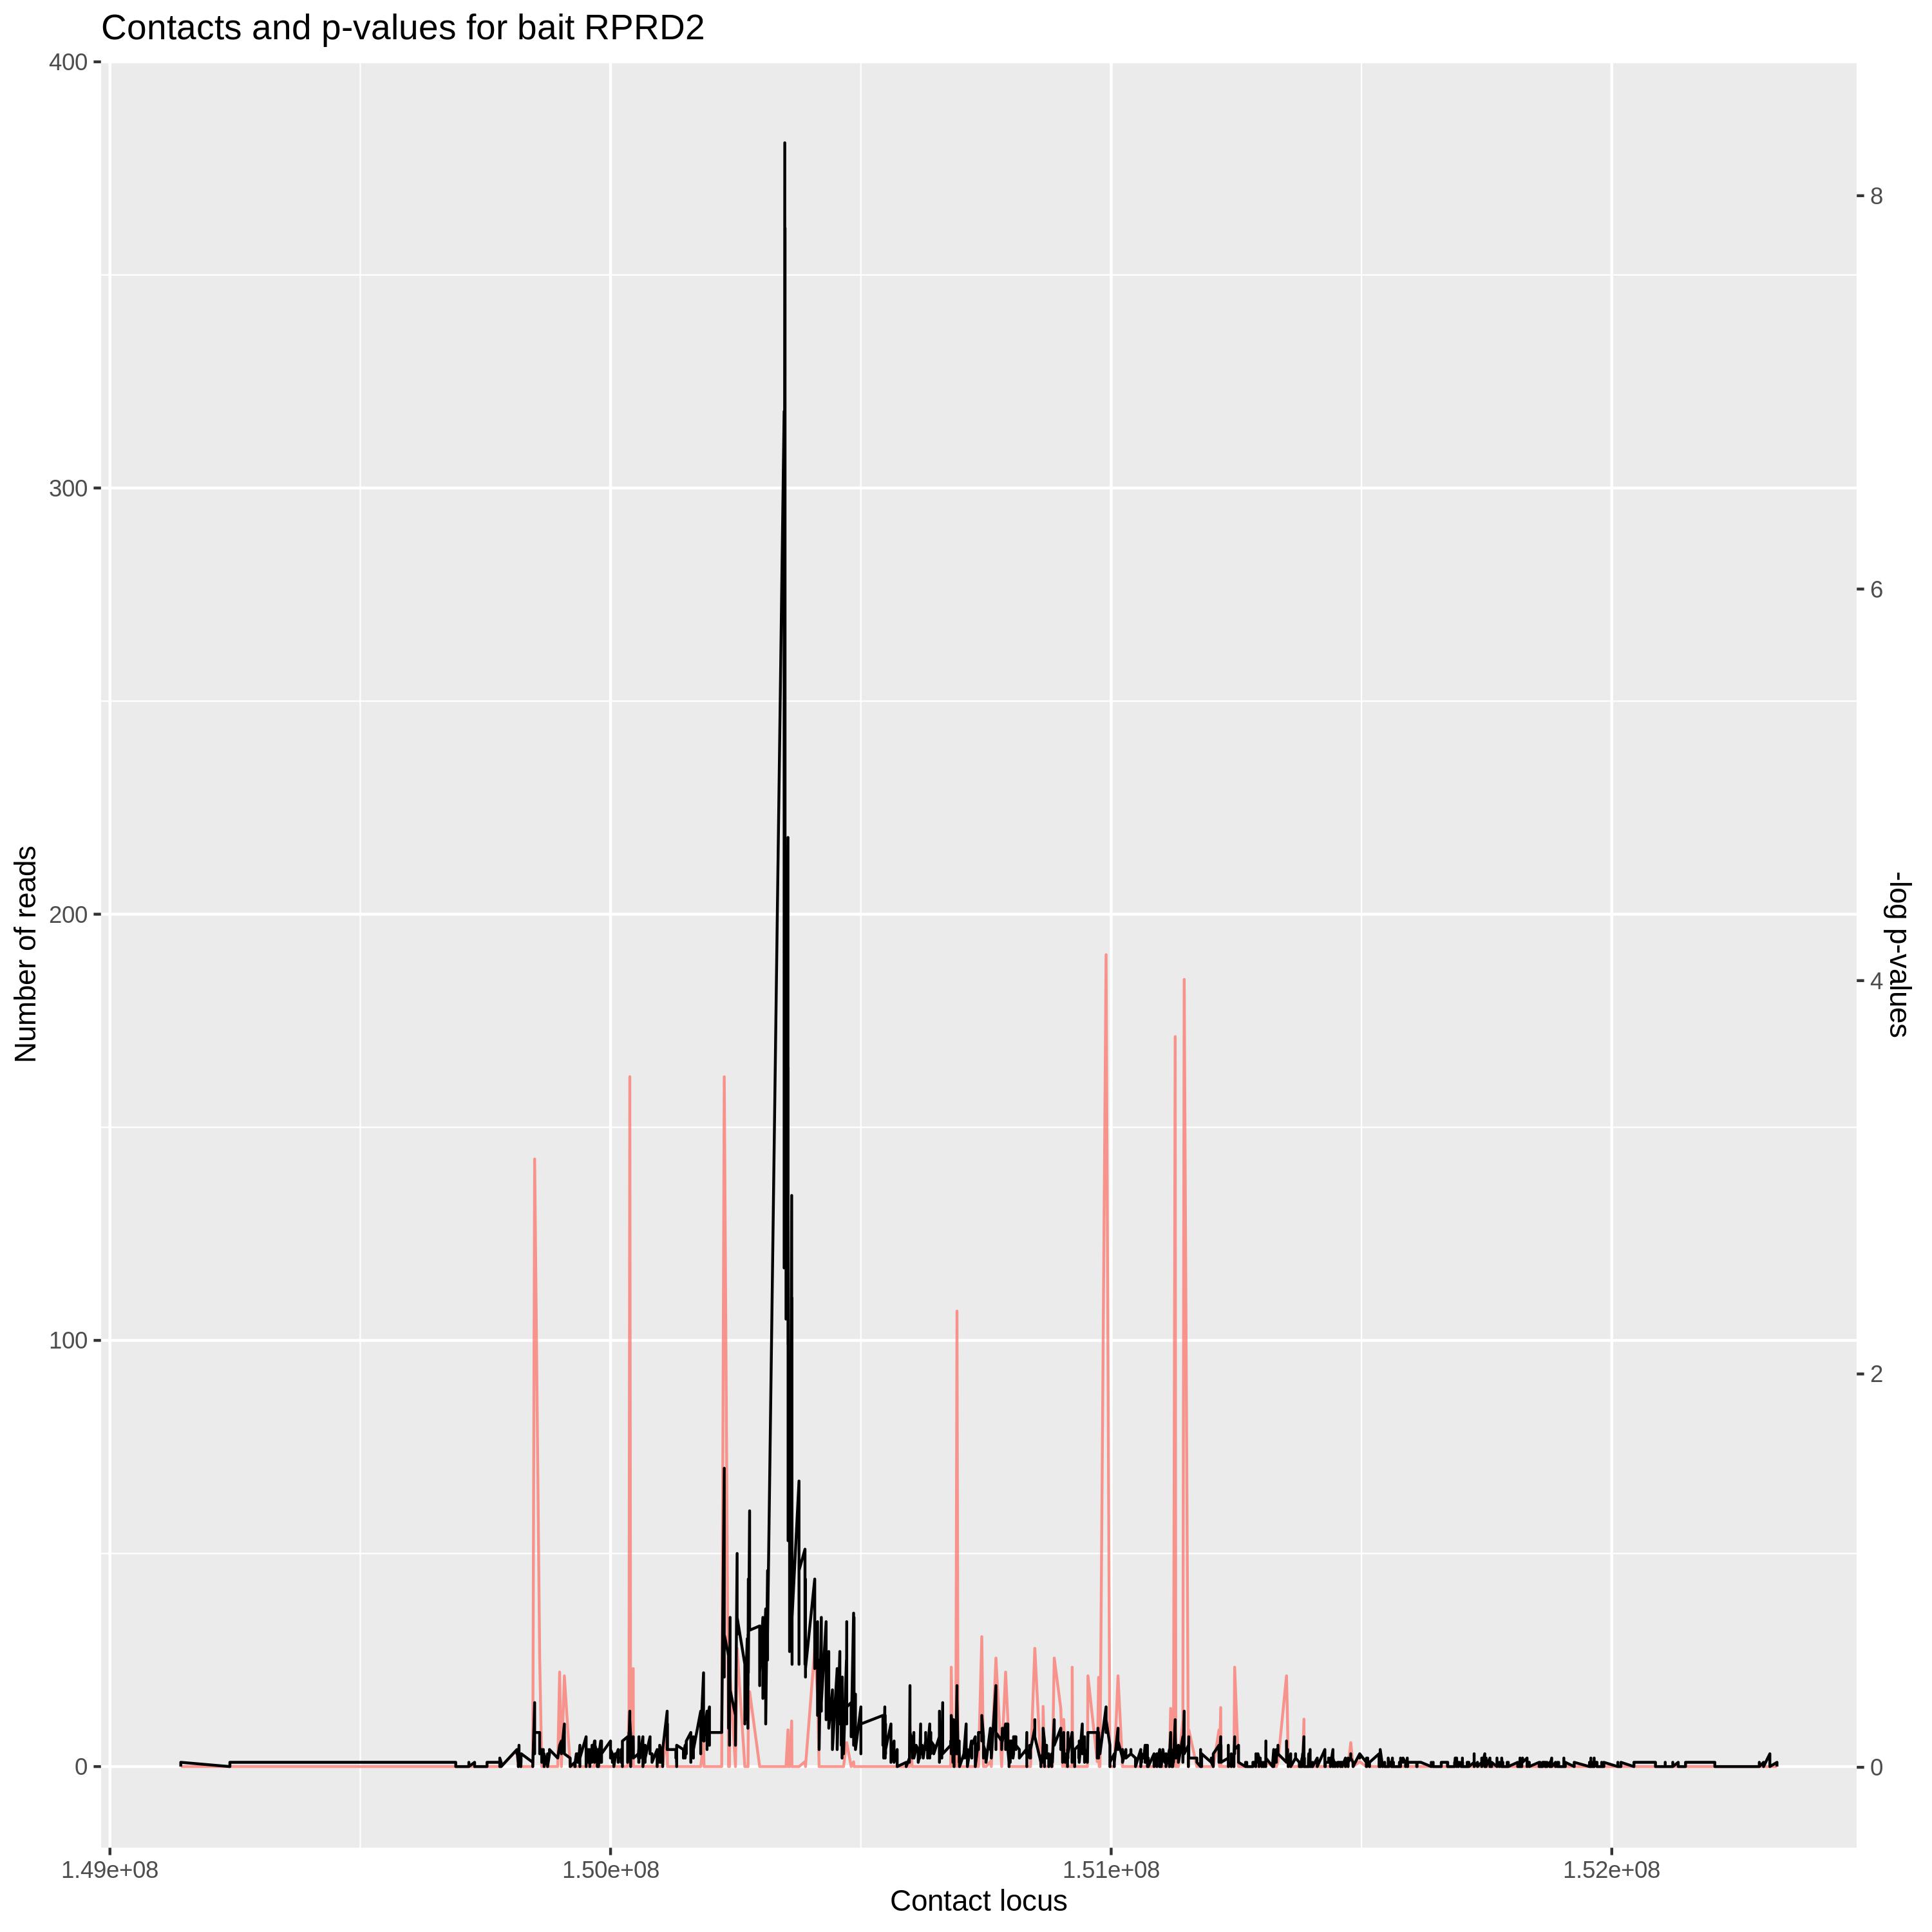 Contacts and p-values for bait RPRD2
400
300
200
100
0
Number of reads
8
6
4
2
0
-log p-values
1.49e+08
1.50e+08
1.51e+08
1.52e+08
Contact locus